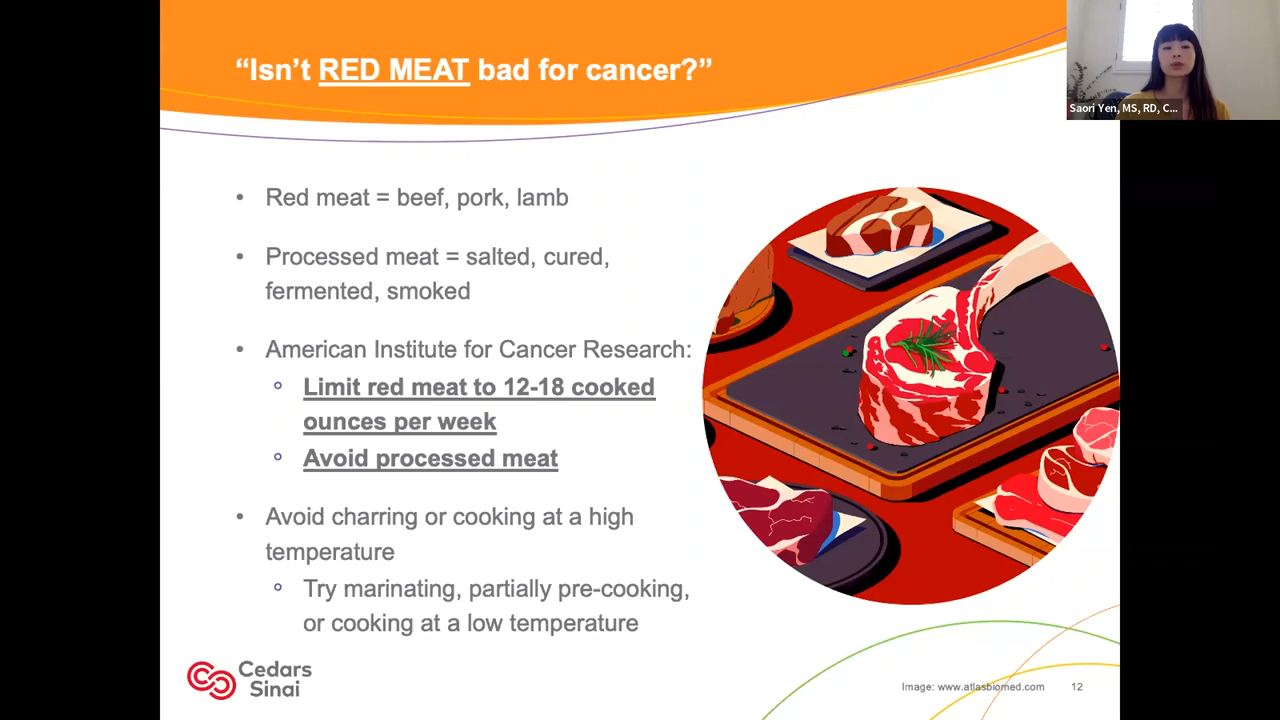 “Isn’t RED MEAT bad for cancer?”
Saori Yen, MS, RD, C...
• Red meat = beef, pork, lamb
• Processed meat = salted, cured,
fermented, smoked
• American Institute for Cancer Research:
◦ Limit red meat to 12-18 cooked
ounces per week
◦ Avoid processed meat
• Avoid charring or cooking at a high
temperature
◦ Try marinating, partially pre-cooking,
or cooking at a low temperature
Cedars
Sinai
Image: www.atlasbiomed.com
12